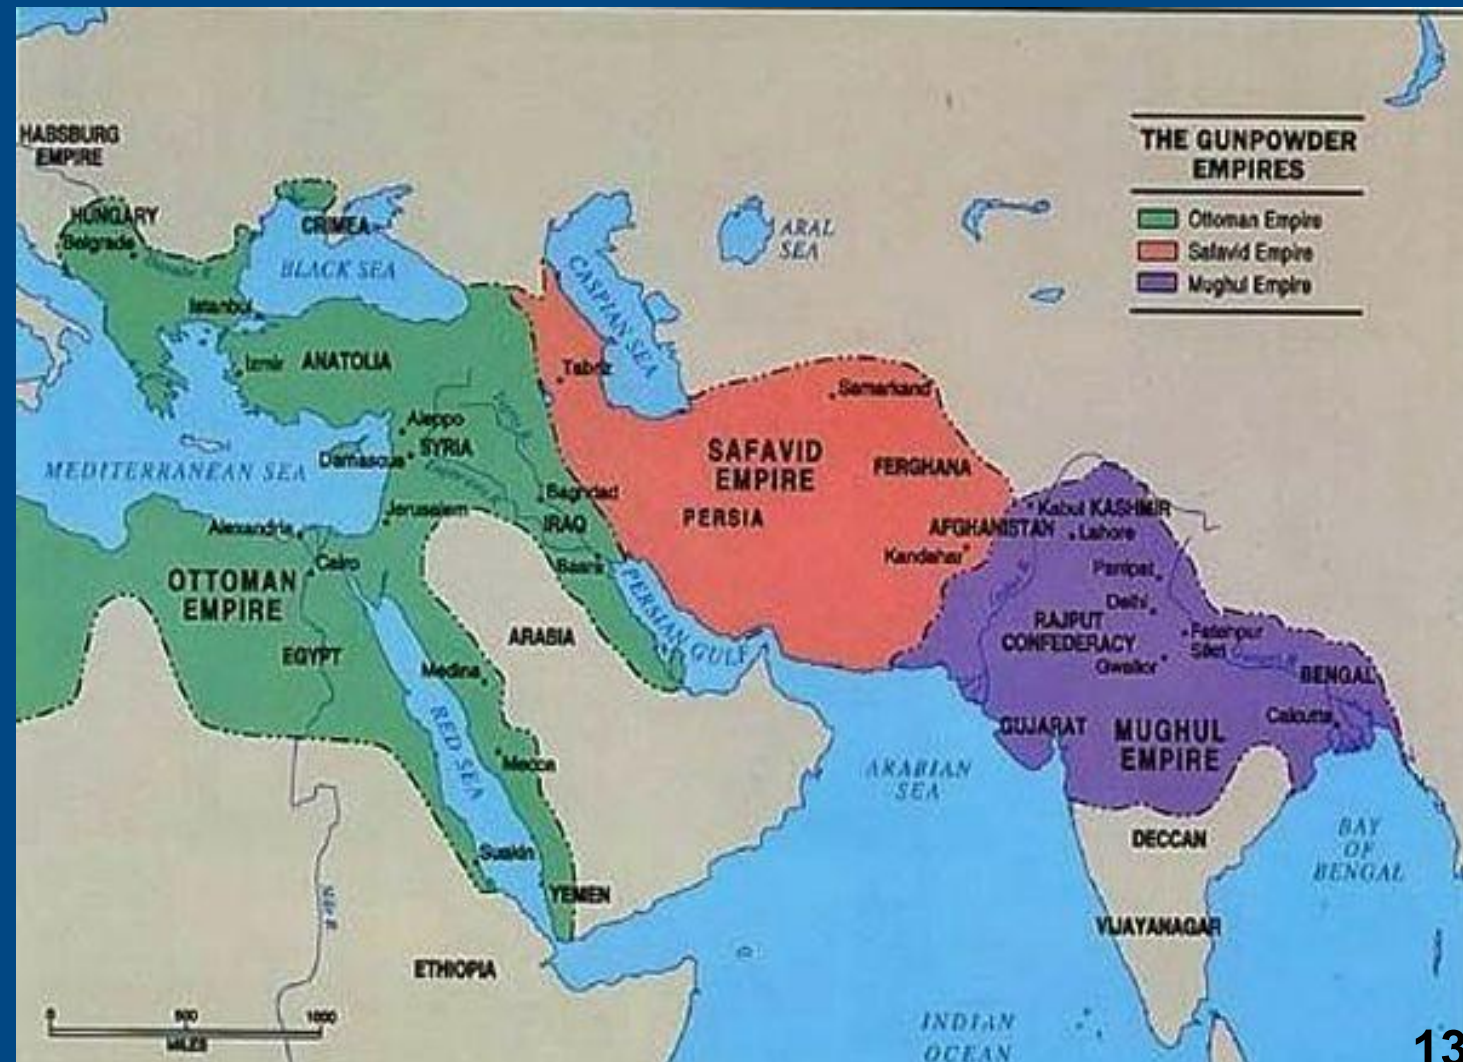 THE GUNPOWDER
EMPIRES
Ottoman Empire
Safavid Empire
Mughul Empire
HABSBURG
EMPIRE
HUNGARY
Belgrade
Danube R.
CRIMEA
BLACK SEA
Istanbul
Izmir
ANATOLIA
CASPIAN SEA
ARAL
SEA
Tabriz
Samarkand
Aleppo
SYRIA
Damascus
MEDITERRANEAN SEA
SAFAVID
EMPIRE
FERGHANA
PERSIA
Baghdad
IRAQ
Basra
Jerusalem
Alexandria
Cairo
OTTOMAN
EMPIRE
EGYPT
ARABIA
PERSIAN GULF
Medina
RED SEA
Mecca
Suakin
YEMEN
ETHIOPIA
Kabul
KASHMIR
AFGHANISTAN
Lahore
Kandahar
Panipat
Delhi
RAJPUT
CONFEDERACY
Fatehpur
Sikri
Gwalior
BENGAL
Calcutta
GUJARAT
MUGHUL
EMPIRE
ARABIAN
SEA
DECCAN
BAY
OF
BENGAL
VIJAYANAGAR
INDIAN
OCEAN
0 500 1000
MILES
13